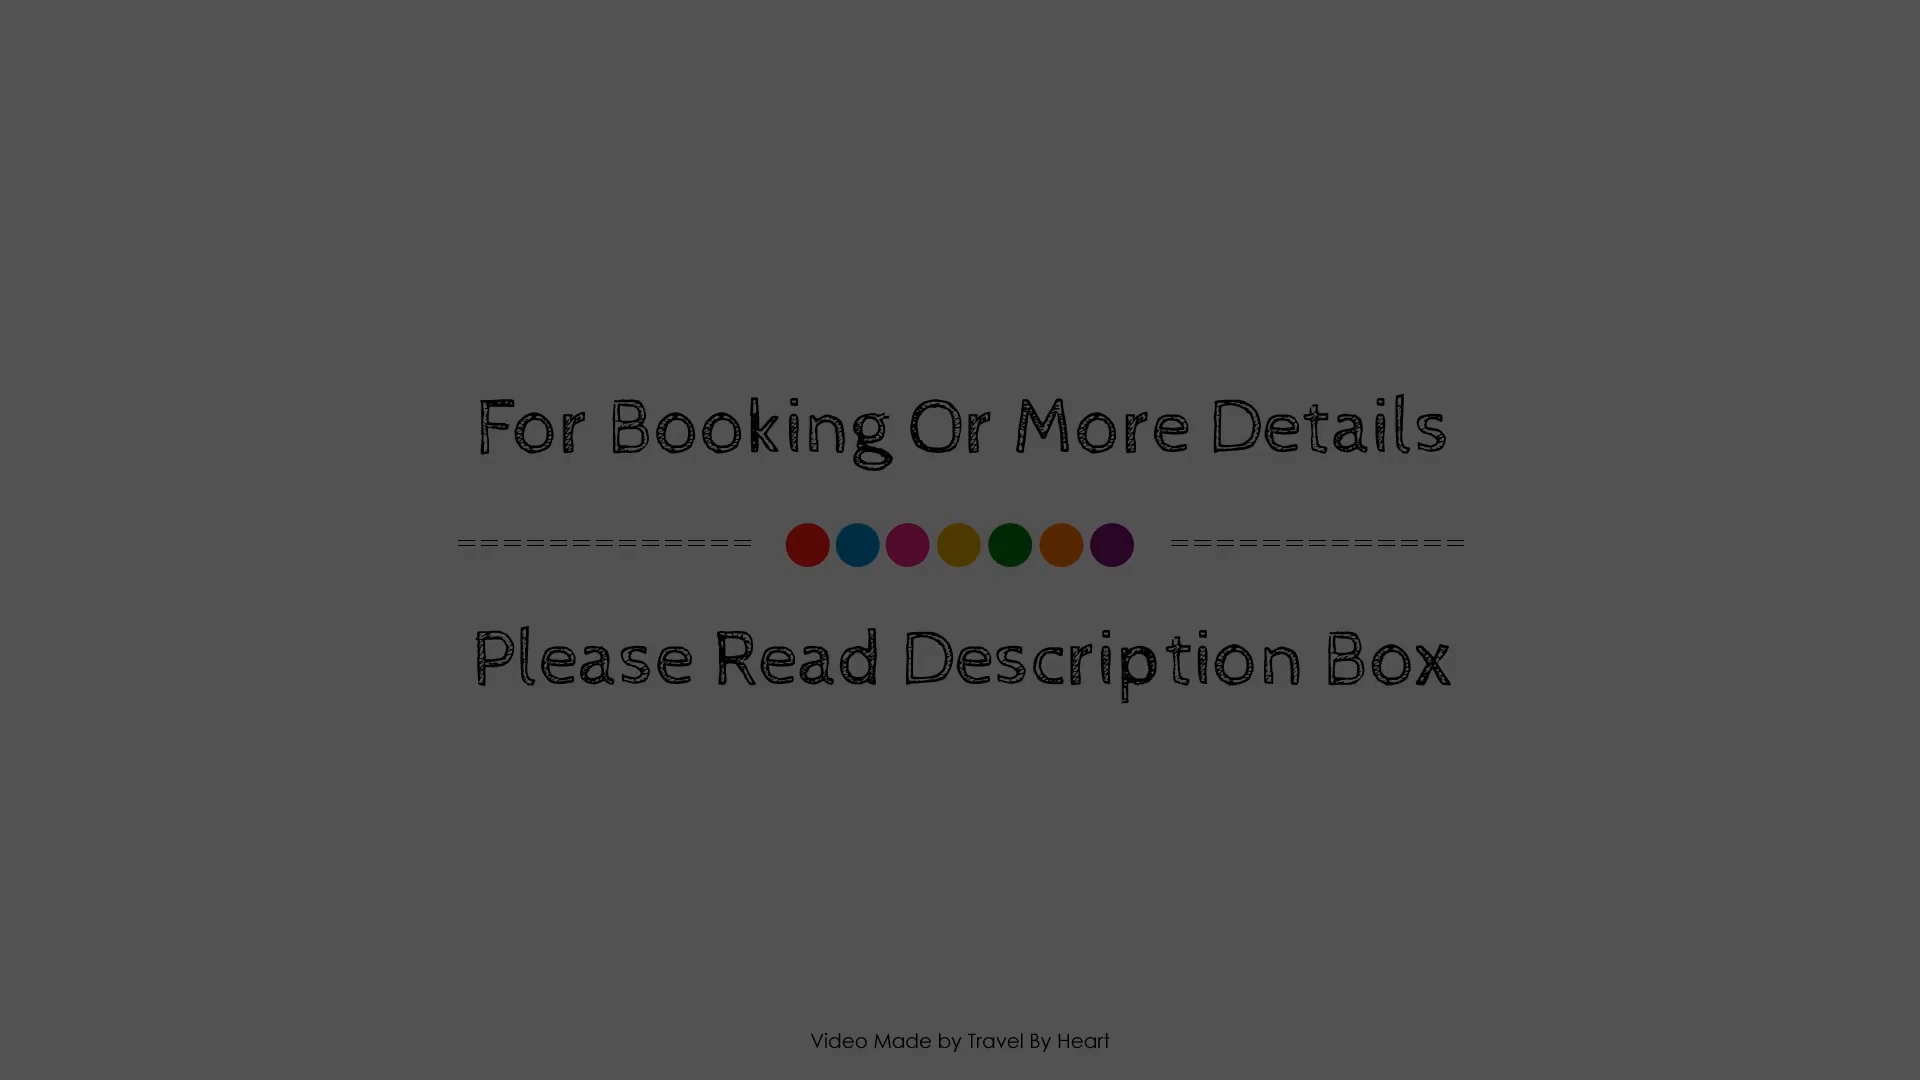 For Booking Or More Details
============= =============
Please Read Description Box
Video Made by Travel By Heart